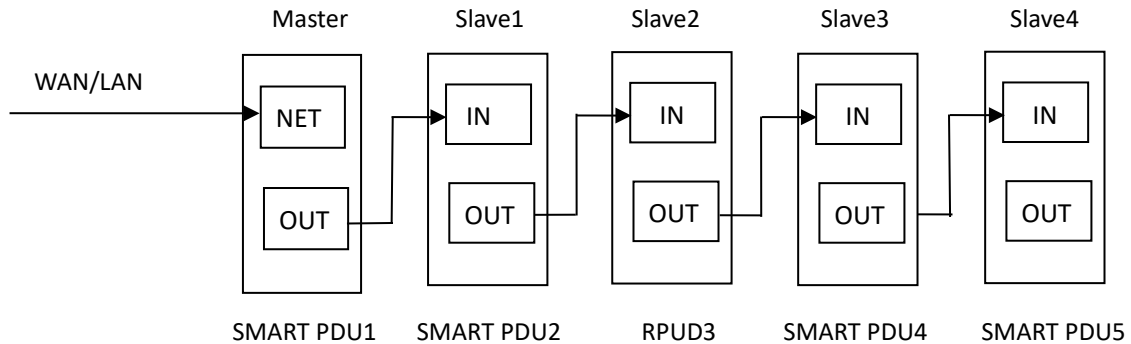 Master Slave1 Slave2 Slave3 Slave4
WAN/LAN
NET IN IN IN IN
OUT OUT OUT OUT OUT
SMART PDU1 SMART PDU2 RPUD3 SMART PDU4 SMART PDU5